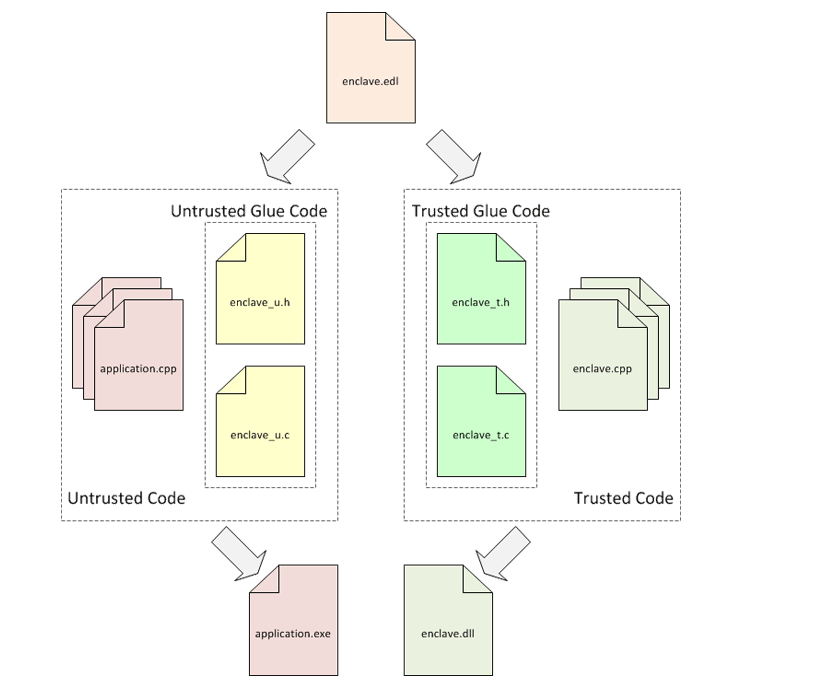 enclave.edl
Untrusted Glue Code
Trusted Glue Code
enclave_u.h
enclave_t.h
application.cpp
enclave.cpp
enclave_u.c
enclave_t.c
Untrusted Code
Trusted Code
application.exe
enclave.dll